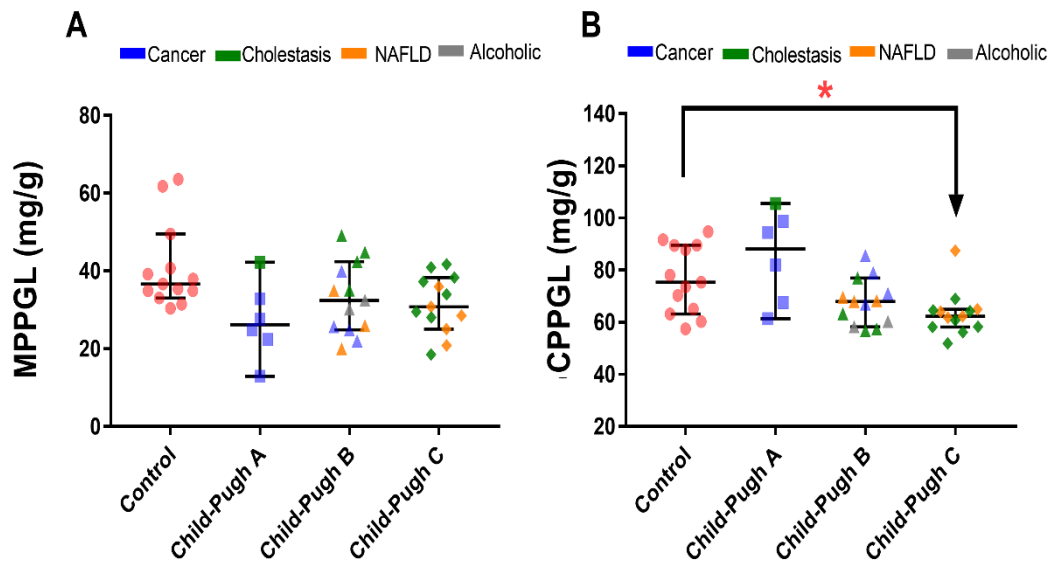 A
Cancer Cholestasis NAFLD Alcoholic
MPPGL (mg/g)
80
60
40
20
0
Control
Child-Pugh A
Child-Pugh B
Child-Pugh C
B
Cancer Cholestasis NAFLD Alcoholic
*
CPPGL (mg/g)
140
120
100
80
60
40
20
Control
Child-Pugh A
Child-Pugh B
Child-Pugh C